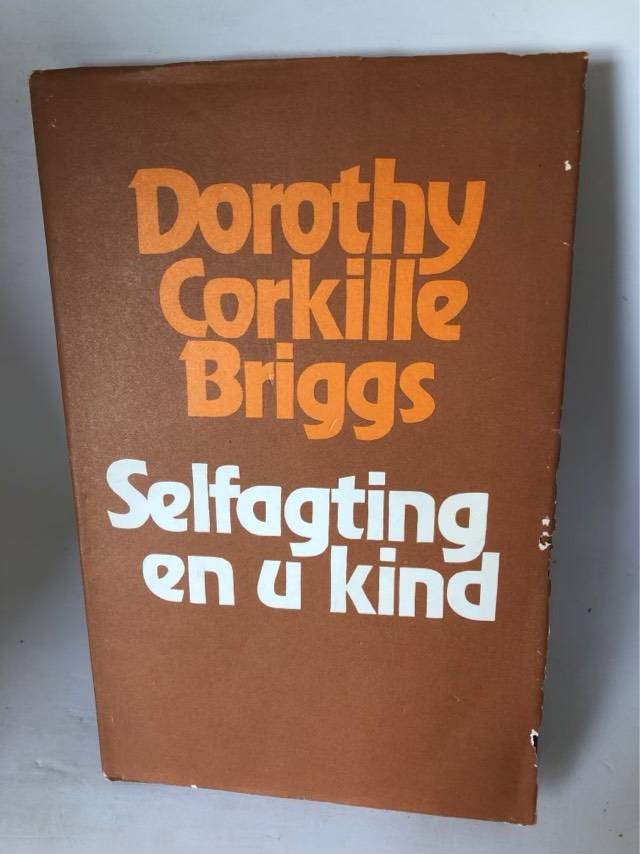 Dorothy
Corkille
Briggs
Selfagting
en u kind